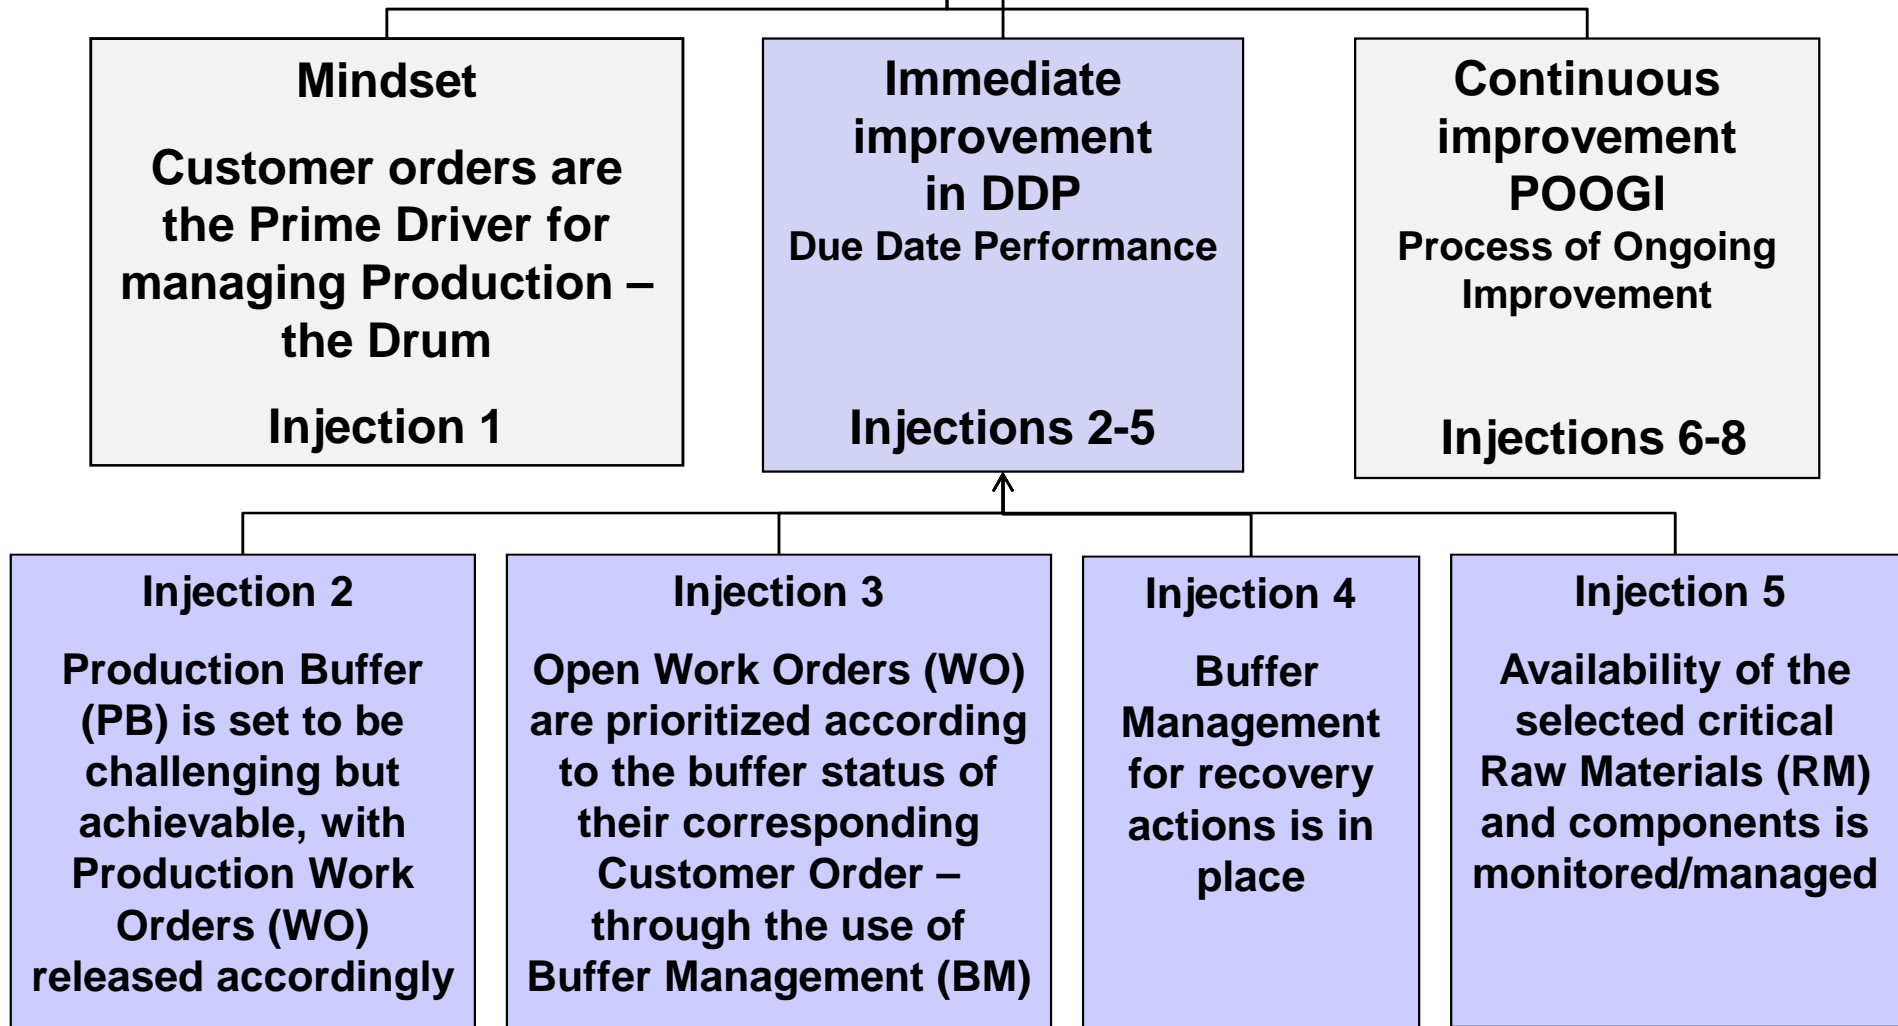 Mindset
Customer orders are
the Prime Driver for
managing Production –
the Drum
Injection 1
Immediate
improvement
in DDP
Due Date Performance
Injections 2-5
Continuous
improvement
POOGI
Process of Ongoing
Improvement
Injections 6-8
Injection 2
Production Buffer
(PB) is set to be
challenging but
achievable, with
Production Work
Orders (WO)
released accordingly
Injection 3
Open Work Orders (WO)
are prioritized according
to the buffer status of
their corresponding
Customer Order –
through the use of
Buffer Management (BM)
Injection 4
Buffer
Management
for recovery
actions is in
place
Injection 5
Availability of the
selected critical
Raw Materials (RM)
and components is
monitored/managed